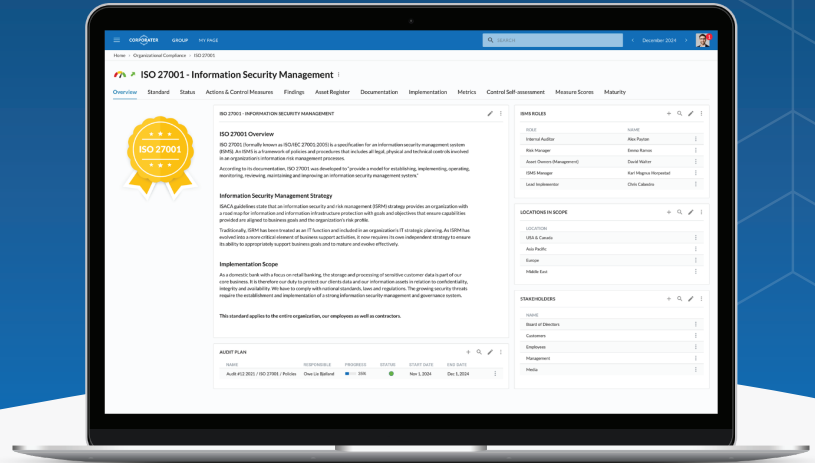 CORPORATER GROUP MY PAGE SEARCH December 2024
Home Organizational Compliance ISO 27001
ISO 27001 - Information Security Management
Overview Standard Status Actions & Control Measures Findings Asset Register Documentation Implementation Metrics Control Self-assessment Measure Scores Maturity
ISO 27001
ISO 27001 - INFORMATION SECURITY MANAGEMENT
ISO 27001 Overview
ISO 27001 (formally known as ISO/IEC 27001:2005) is a specification for an information security management system
(ISMS). An ISMS is a framework of policies and procedures that includes all legal, physical and technical controls involved
in an organization's information risk management processes.
According to its documentation, ISO 27001 was developed to "provide a model for establishing, implementing, operating,
monitoring, reviewing, maintaining and improving an information security management system."
Information Security Management Strategy
ISACA guidelines state that an information security and risk management (ISRM) strategy provides an organization with
a road map for information and information infrastructure protection with goals and objectives that ensure capabilities
provided are aligned to business goals and the organization's risk profile.
Traditionally, ISRM has been treated as an IT function and included in an organization's IT strategic planning. As ISRM has
evolved into a more critical element of business support activities, it now requires its own independent strategy to ensure
its ability to appropriately support business goals and to mature and evolve effectively.
Implementation Scope
As a domestic bank with a focus on retail banking, the storage and processing of sensitive customer data is part of our
core business. It is therefore our duty to protect our clients data and our information assets in relation to confidentiality,
integrity and availability. We have to comply with national standards, laws and regulations. The growing security threats
require the establishment and implementation of a strong information security management and governance system.
This standard applies to the entire organization, our employees as well as contractors.
AUDIT PLAN
NAME RESPONSIBLE PROGRESS STATUS START DATE END DATE
Audit #12 2021 / ISO 27001 / Policies Owe Lie Bjelland Nov 1, 2024 Dec 1, 2024
ISMS ROLES
ROLE NAME
Internal Auditor Alex Paxton
Risk Manager Emma Ramos
Asset Owners (Management) David Walter
ISMS Manager Karl Magnus
Lead Implementor Chris
LOCATIONS IN SCOPE
LOCATION
USA & Canada
Asia Pacific
Europe
Middle East
STAKEHOLDERS
NAME
Board of Directors
Customers
Employees
Management
Media